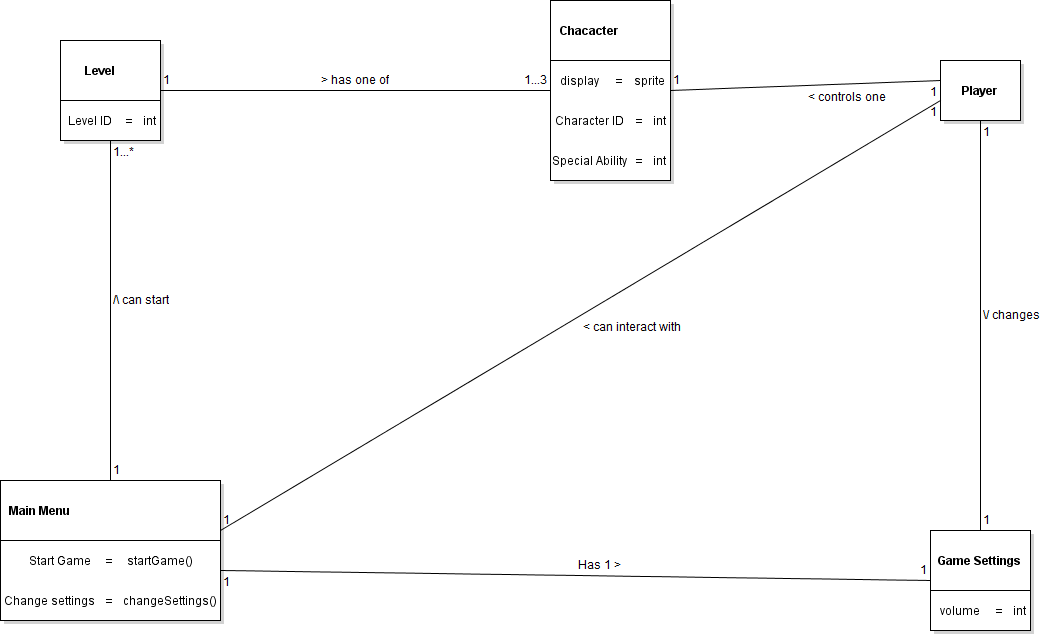 Chacacter
Level
1
> has one of
1...3
display = sprite
1
< controls one
1
Player
Level ID = int
Character ID = int
1
1...*
Special Ability = int
1
/\ can start
\/ changes
< can interact with
1
Main Menu
1
1
Start Game = startGame()
Has 1 >
1
Game Settings
1
Change settings = changeSettings()
volume = int